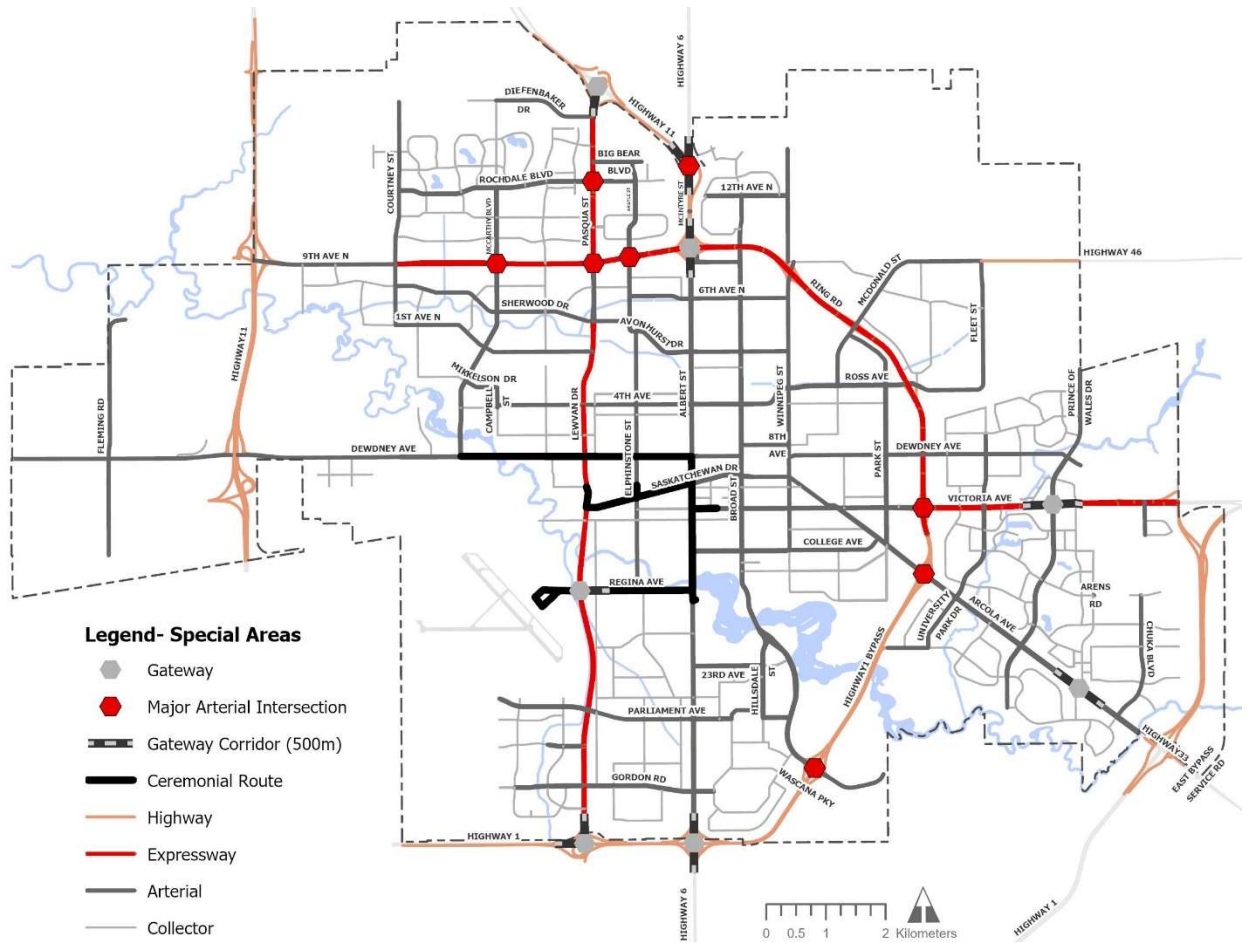 HIGHWAY 6
DIEFENBAKER
DR
HIGHWAY 11
COURTNEY ST
BIG BEAR
BLVD
ROCHDALE BLVD
MCCARTHY BLVD
PASQUA ST
MCINTYRE ST
12TH AVE N
9TH AVE N
HIGHWAY 46
RING RD
MCDONALD ST
SHERWOOD DR
6TH AVE N
FLEET ST
1ST AVE N
AVONHURST DR
HIGHWAY11
MIKKELSON DR
CAMPBELL
ST
LEWVAN DR
4TH AVE
ALBERT ST
WINNIPEG ST
ROSS AVE
PRINCE OF
WALES DR
FLEMING RD
DEWDNEY AVE
ELPHINSTONE ST
SASKATCHEWAN DR
8TH
AVE
BROAD ST
PARK ST
DEWDNEY AVE
VICTORIA AVE
COLLEGE AVE
REGINA AVE
UNIVERSITY
PARK DR
ARCOLA AVE
ARENS
RD
CHUKA BLVD
Legend- Special Areas
Gateway
Major Arterial Intersection
Gateway Corridor (500m)
Ceremonial Route
Highway
Expressway
Arterial
Collector
23RD AVE
HILLSDALE
ST
HIGHWAY1 BYPASS
PARLIAMENT AVE
GORDON RD
WASCANA PKY
HIGHWAY33
EAST BYPASS
SERVICE RD
HIGHWAY 1
HIGHWAY 6
HIGHWAY 1
0 0.5 1 2 Kilometers